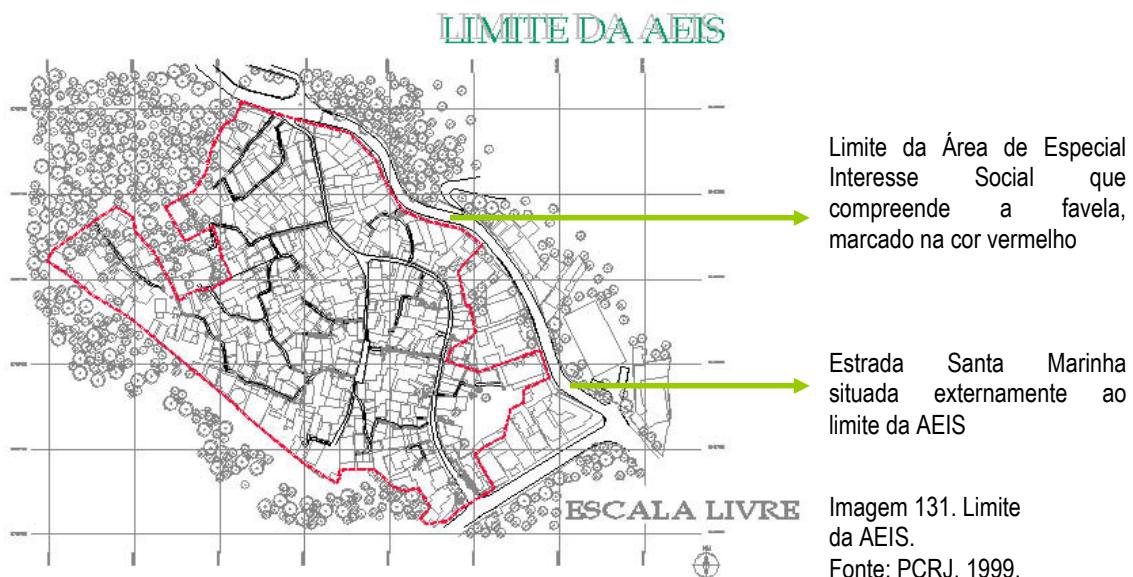 LIMITE DA AEIS
Limite da Área de Especial
Interesse Social que
compreende a favela,
marcado na cor vermelho
Estrada Santa Marinha
situada externamente ao
limite da AEIS
ESCALA LIVRE
Imagem 131. Limite
da AEIS.
Fonte: PCRJ, 1999.